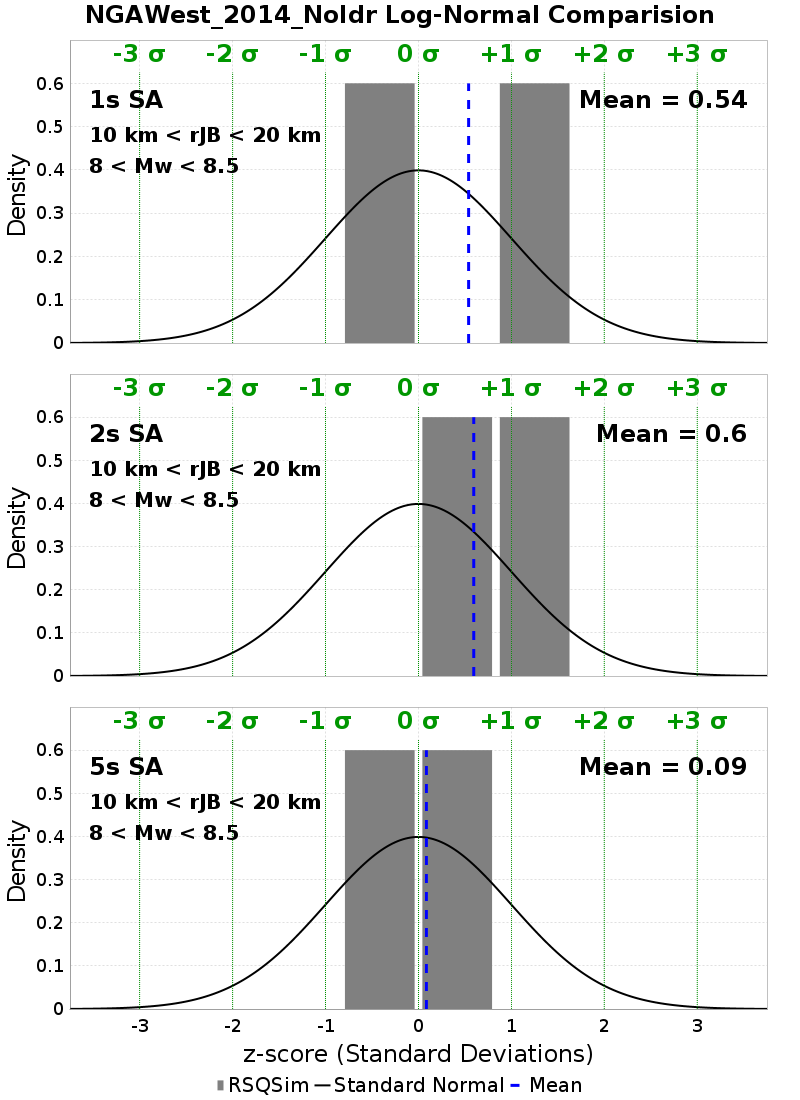 NGAWest_2014_NoIdr Log-Normal Comparision
-3 σ -2 σ -1 σ 0 σ +1 σ +2 σ +3 σ
0.6
1s SA
Mean = 0.54
0.5
10 km < rJB < 20 km
8 < Mw < 8.5
0.4
0.3
0.2
0.1
0
Density
-3 σ -2 σ -1 σ 0 σ +1 σ +2 σ +3 σ
0.6
2s SA
Mean = 0.6
0.5
10 km < rJB < 20 km
8 < Mw < 8.5
0.4
0.3
0.2
0.1
0
Density
-3 σ -2 σ -1 σ 0 σ +1 σ +2 σ +3 σ
0.6
5s SA
Mean = 0.09
0.5
10 km < rJB < 20 km
8 < Mw < 8.5
0.4
0.3
0.2
0.1
0
Density
-3 -2 -1 0 1 2 3
z-score (Standard Deviations)
RSQSim Standard Normal Mean